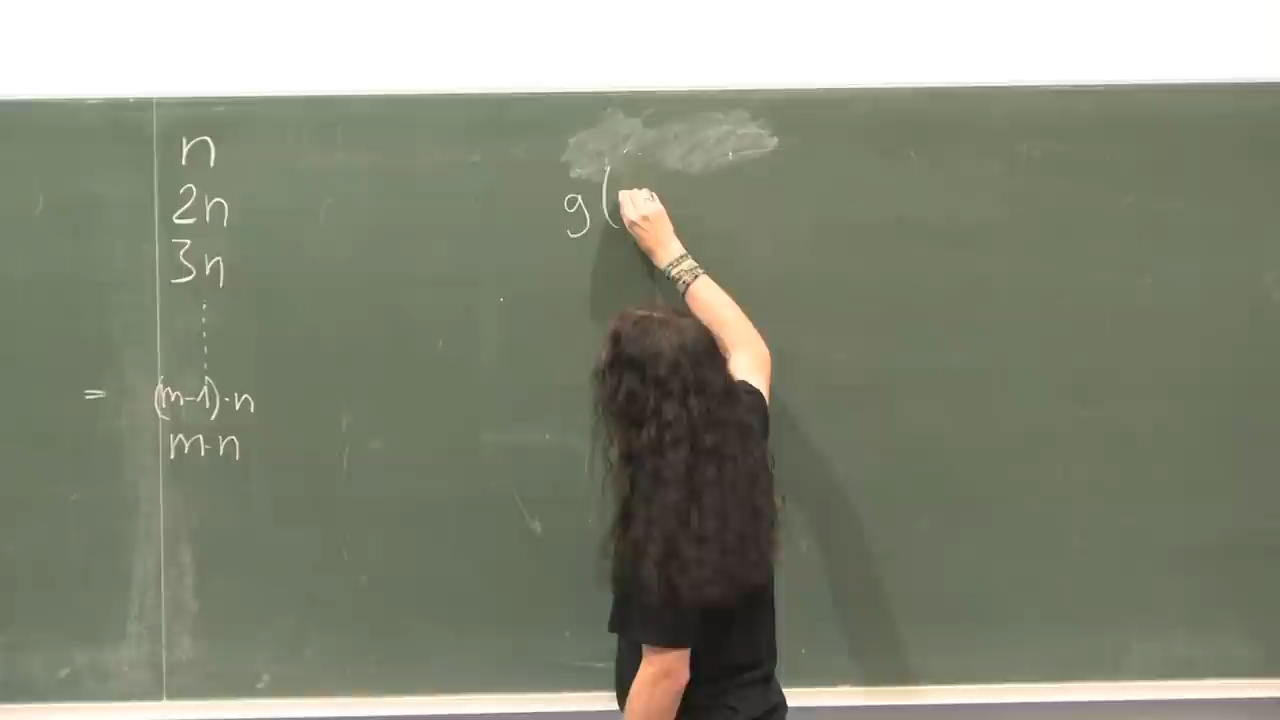 n
2n
3n
⋮
= (m-1)·n
m·n
g(